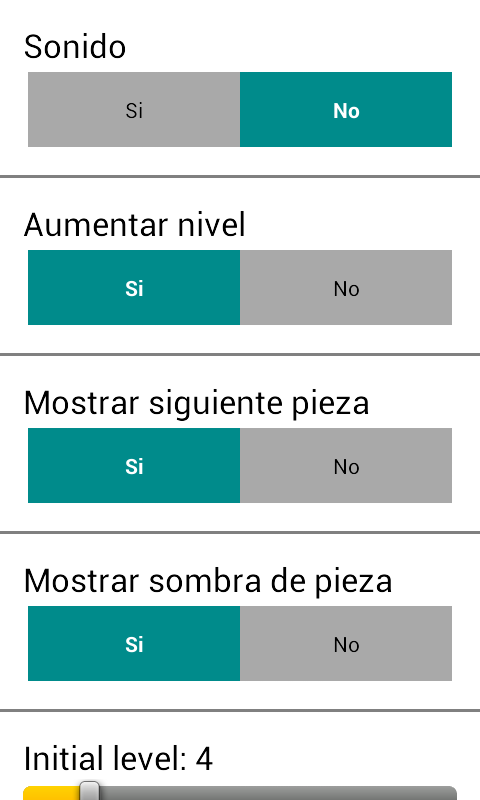 Sonido
Si No
Aumentar nivel
Si No
Mostrar siguiente pieza
Si No
Mostrar sombra de pieza
Si No
Initial level: 4